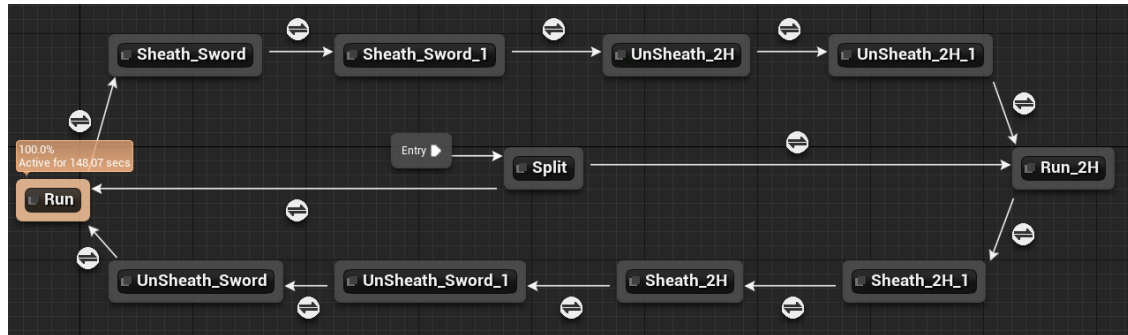 Sheath_Sword
Sheath_Sword_1
UnSheath_2H
UnSheath_2H_1
100.0%
Active for 148.07 secs
Entry
Split
Run_2H
Run
UnSheath_Sword
UnSheath_Sword_1
Sheath_2H
Sheath_2H_1